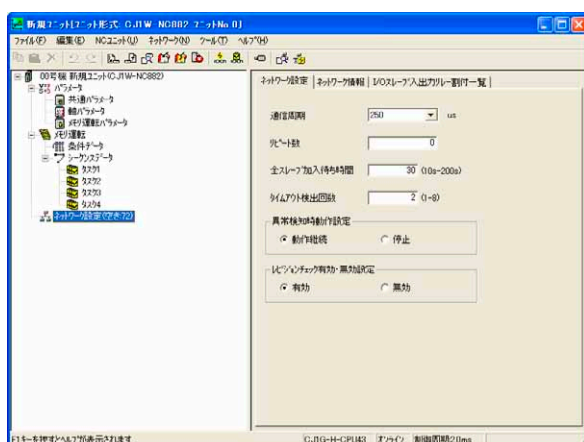 新規ユニット[ユニット形式 CJ1W-NC882 ユニットNo.0]
ファイル(F) 編集(E) NCユニット(U) ネットワーク(N) ツール(T) ヘルプ(H)
00号機 新規ユニット(CJ1W-NC882)
パラメータ
共通パラメータ
軸パラメータ
メモリ運転パラメータ
メモリ運転
条件データ
シーケンスデータ
タスク1
タスク2
タスク3
タスク4
ネットワーク設定(空き:72)
ネットワーク設定 ネットワーク情報 I/Oスレーブ入出力リレー割付一覧
通信周期 250 us
リピート数 0
全スレーブ加入待ち時間 30 (10s-200s)
タイムアウト検出回数 2 (1-8)
異常検知時動作設定
動作継続 停止
レビジョンチェック有効・無効設定
有効 無効
F1キーを押すとヘルプが表示されます CJ1G-H-CPU43 オンライン 制御周期20ms